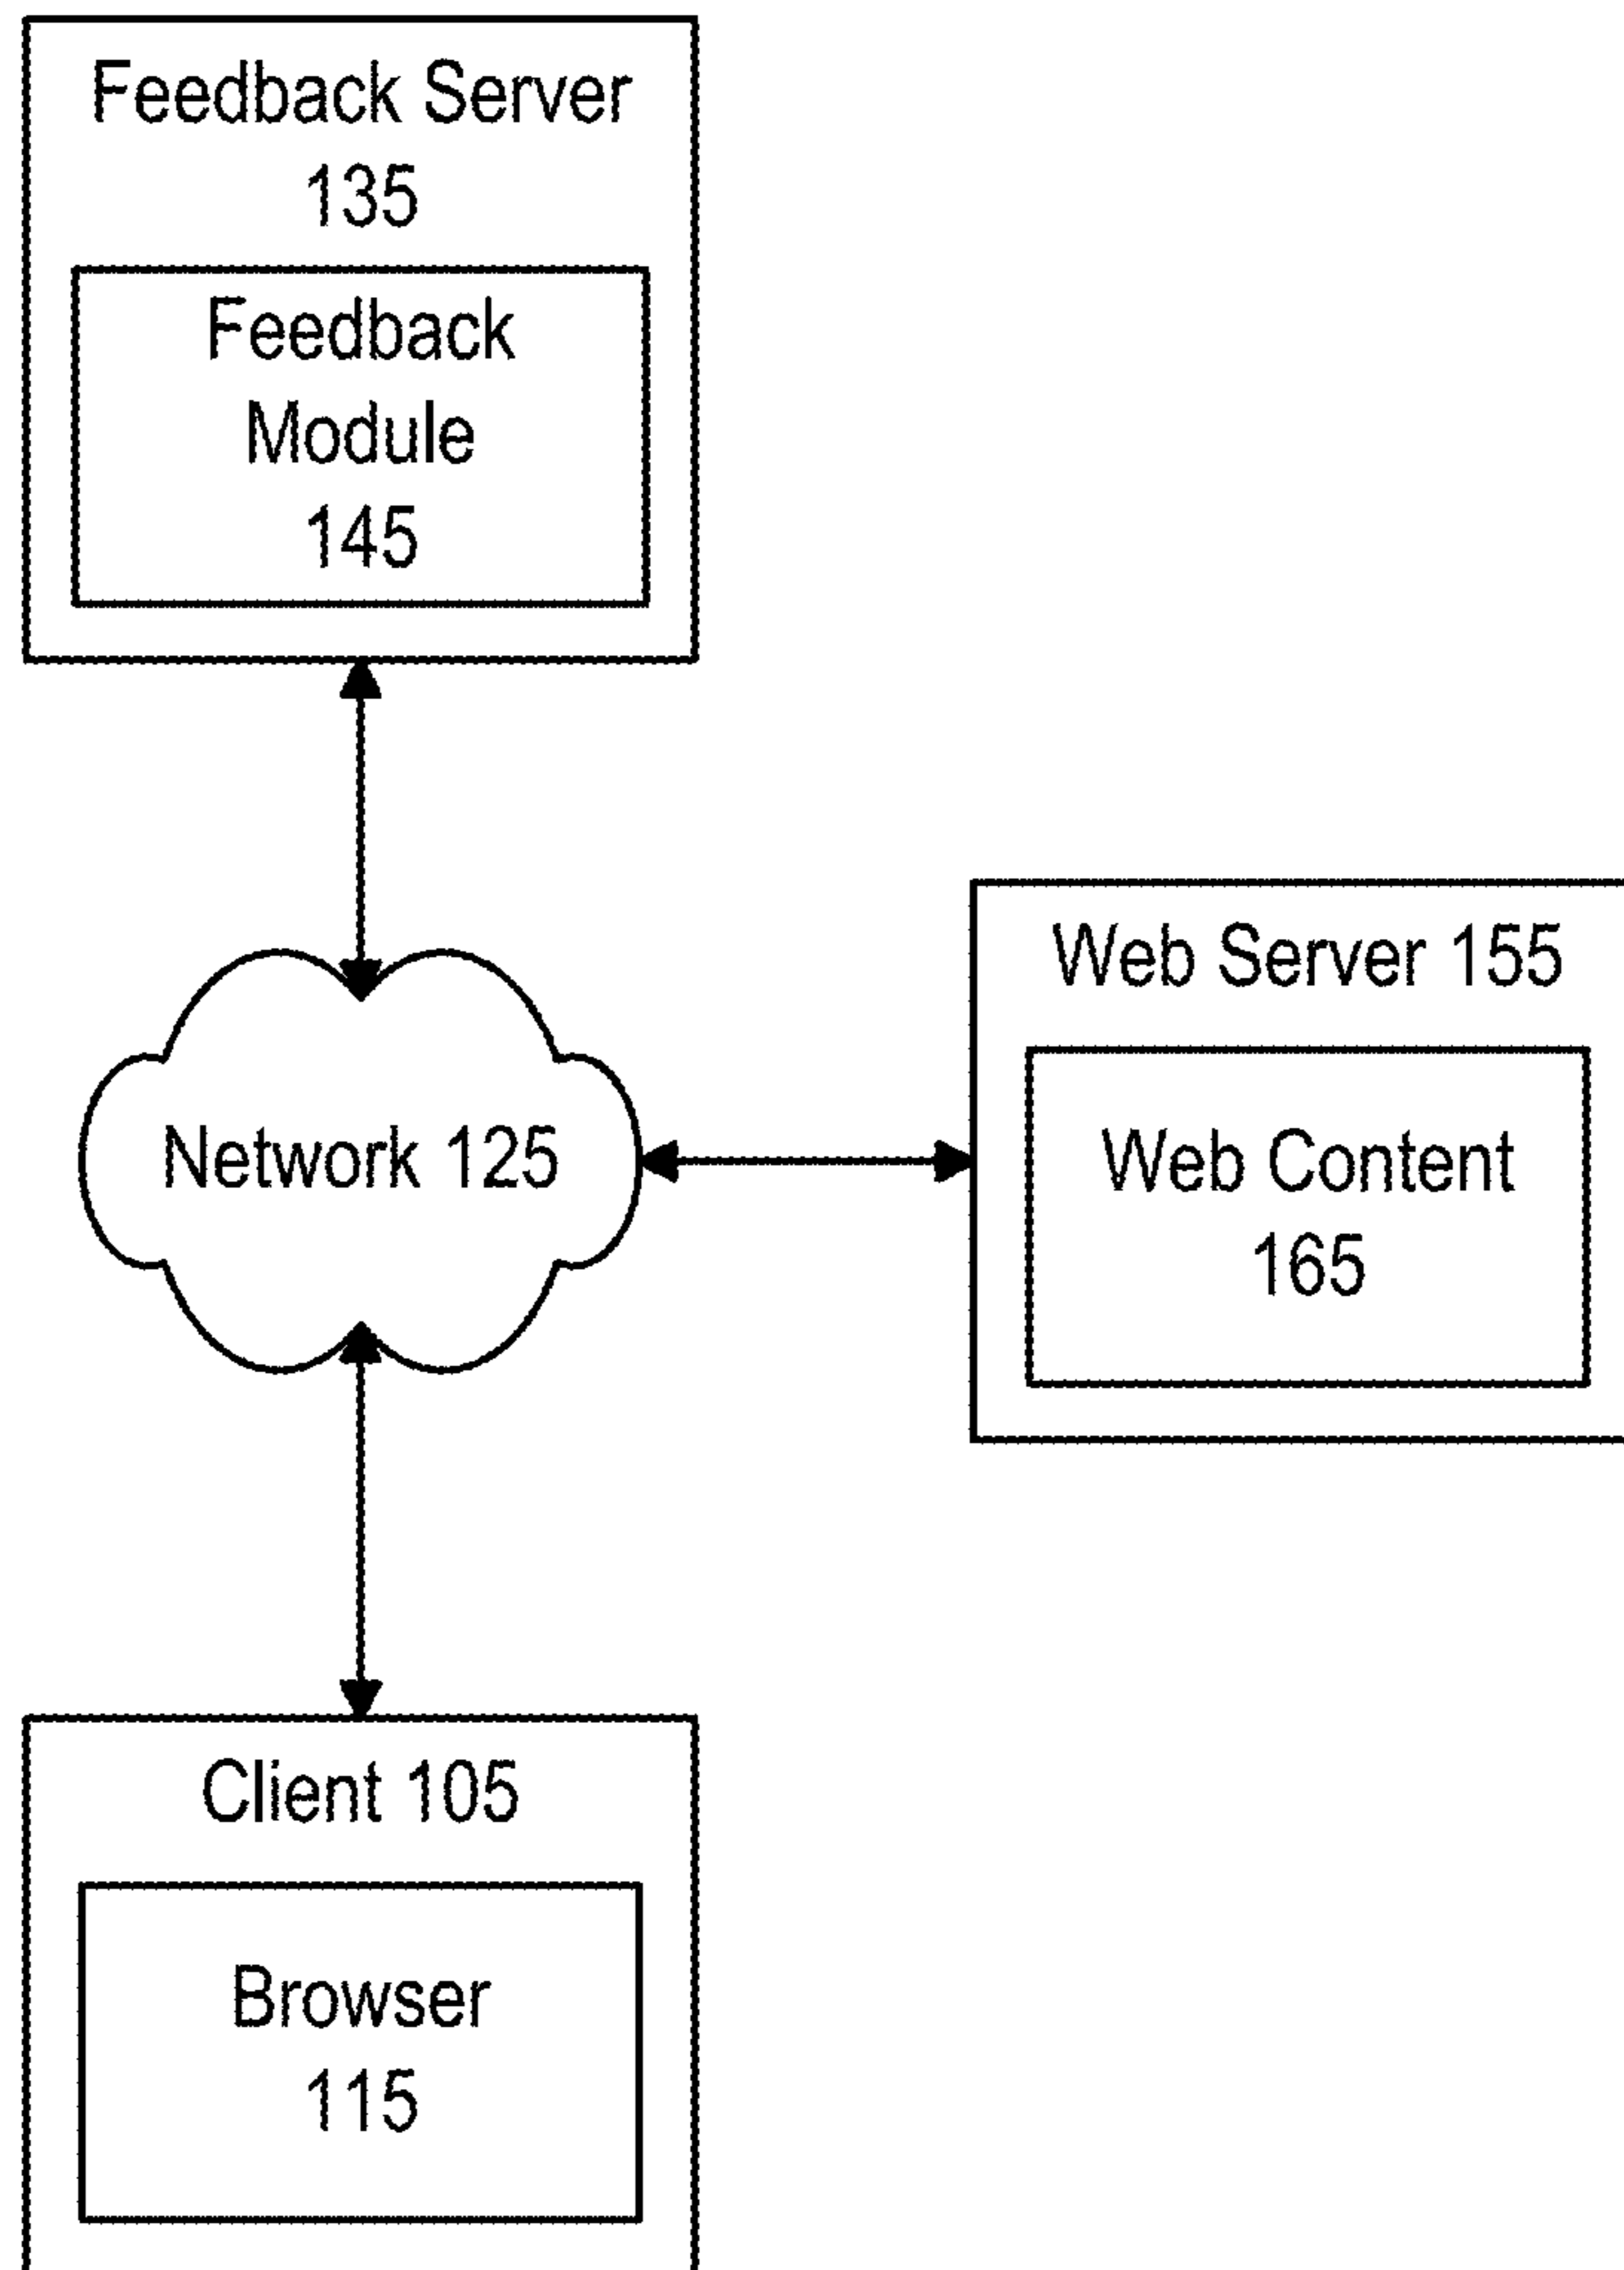 Feedback Server
135
Feedback
Module
145
Web Server 155
Network 125
Web Content
165
Client 105
Browser
115